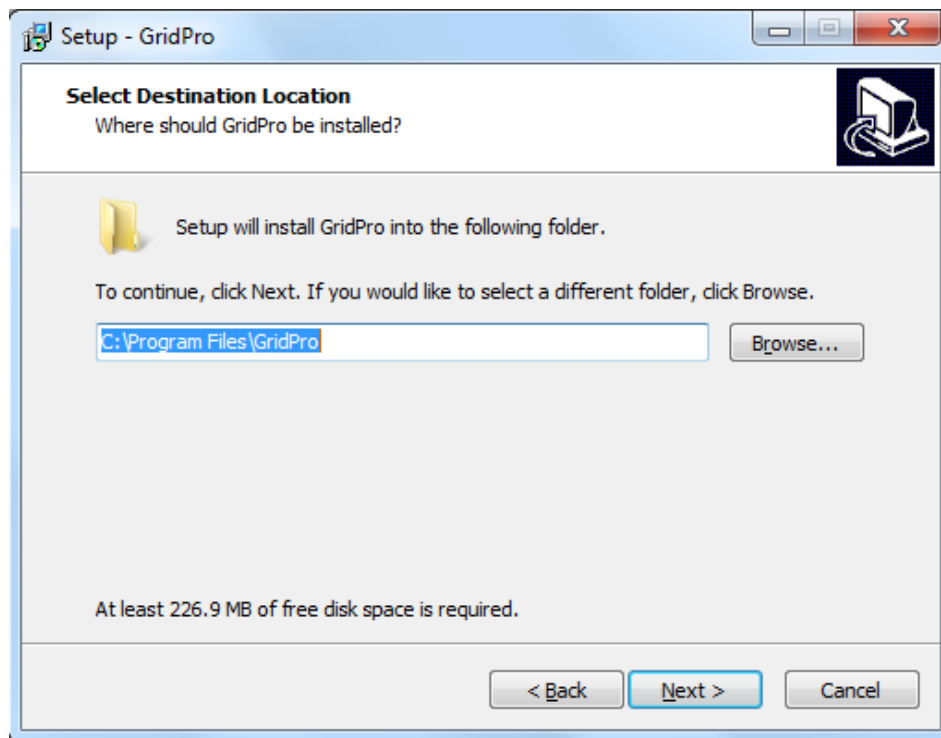 Setup - GridPro
Select Destination Location
Where should GridPro be installed?
Setup will install GridPro into the following folder.
To continue, click Next. If you would like to select a different folder, click Browse.
C:\Program Files\GridPro
Browse...
At least 226.9 MB of free disk space is required.
< Back
Next >
Cancel